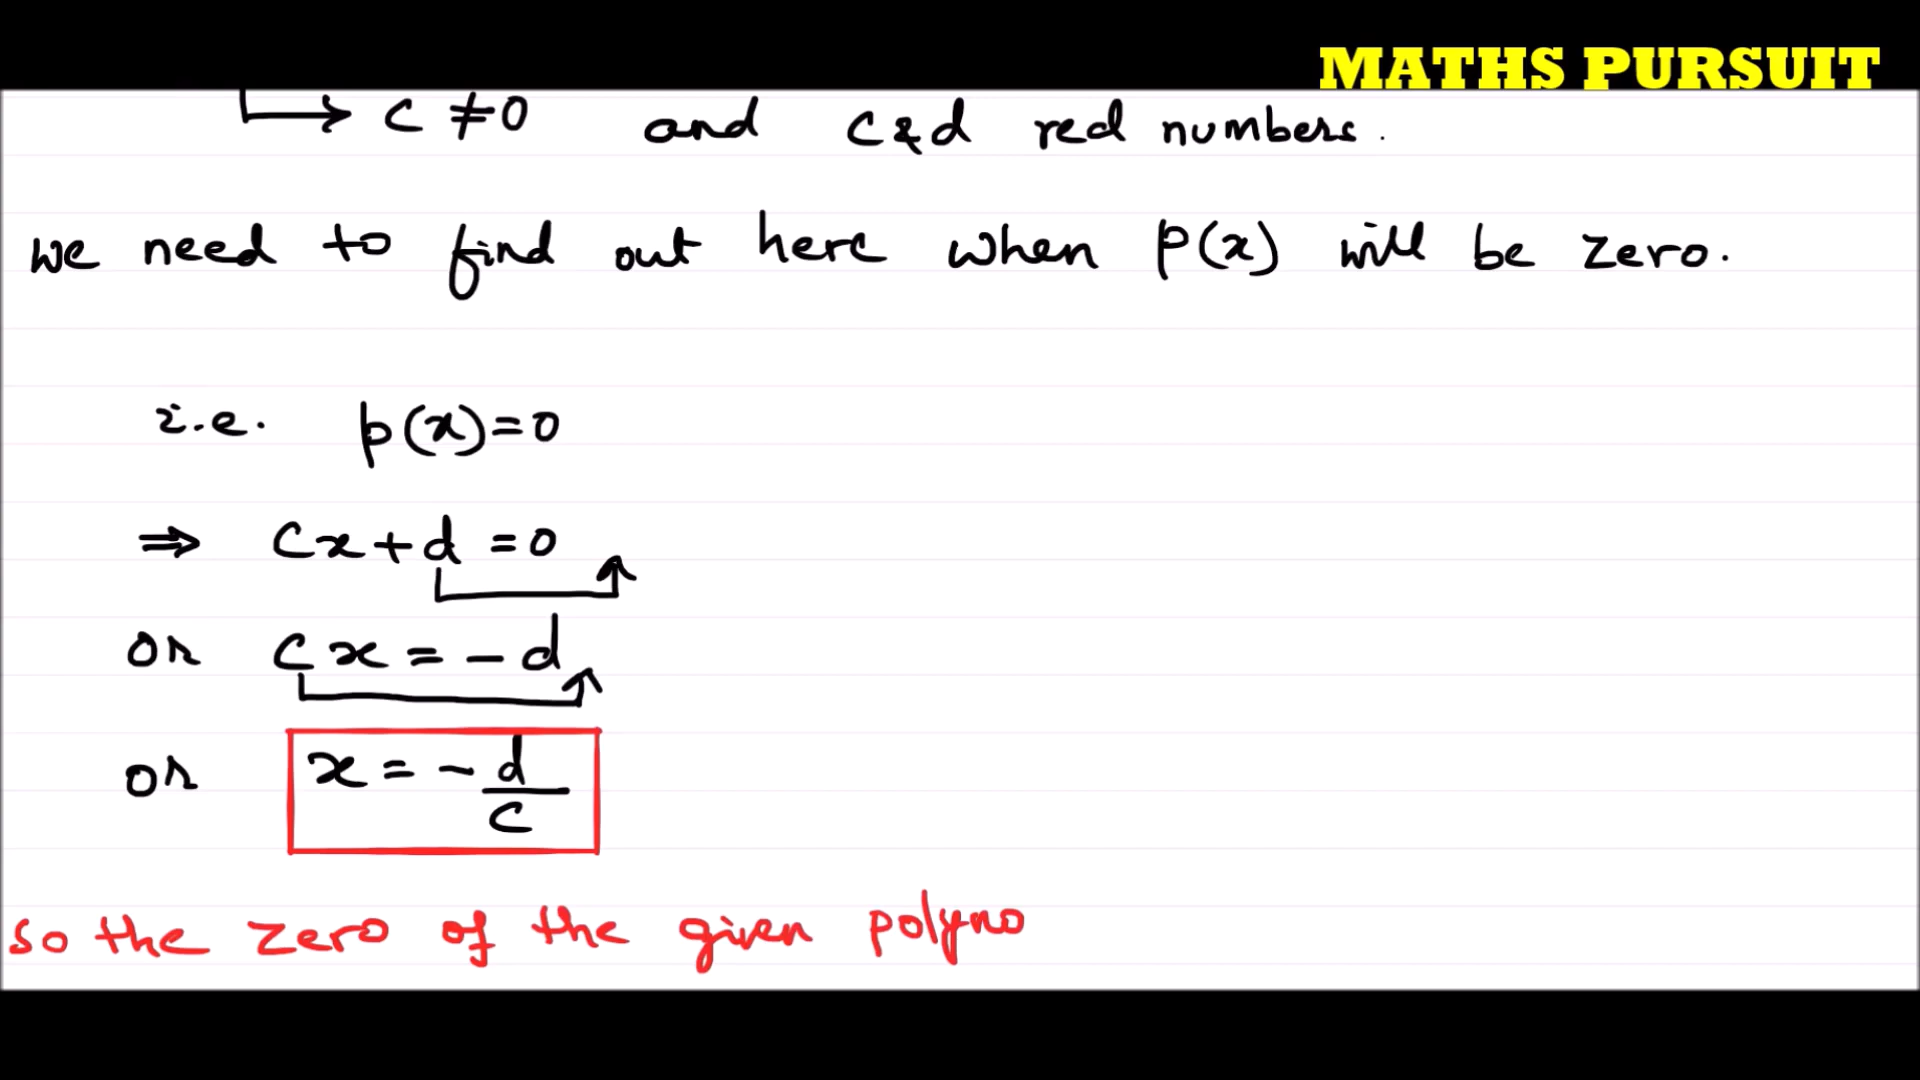 MATHS PURSUIT
c ≠ 0 and c & d real numbers.
we need to find out here when p(x) will be zero.
i.e. p(x) = 0
⇒ cx + d = 0
or cx = - d
or x = - d/c
so the zero of the given polyno